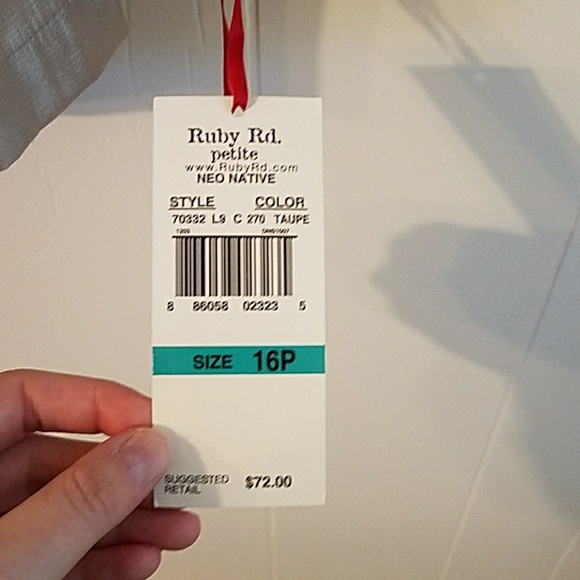 Ruby Rd.
petite
www.RubyRd.com
NEO NATIVE
STYLE COLOR
70332 L9 C 270 TAUPE
8 86058 02323 5
SIZE 16P
SUGGESTED RETAIL $72.00